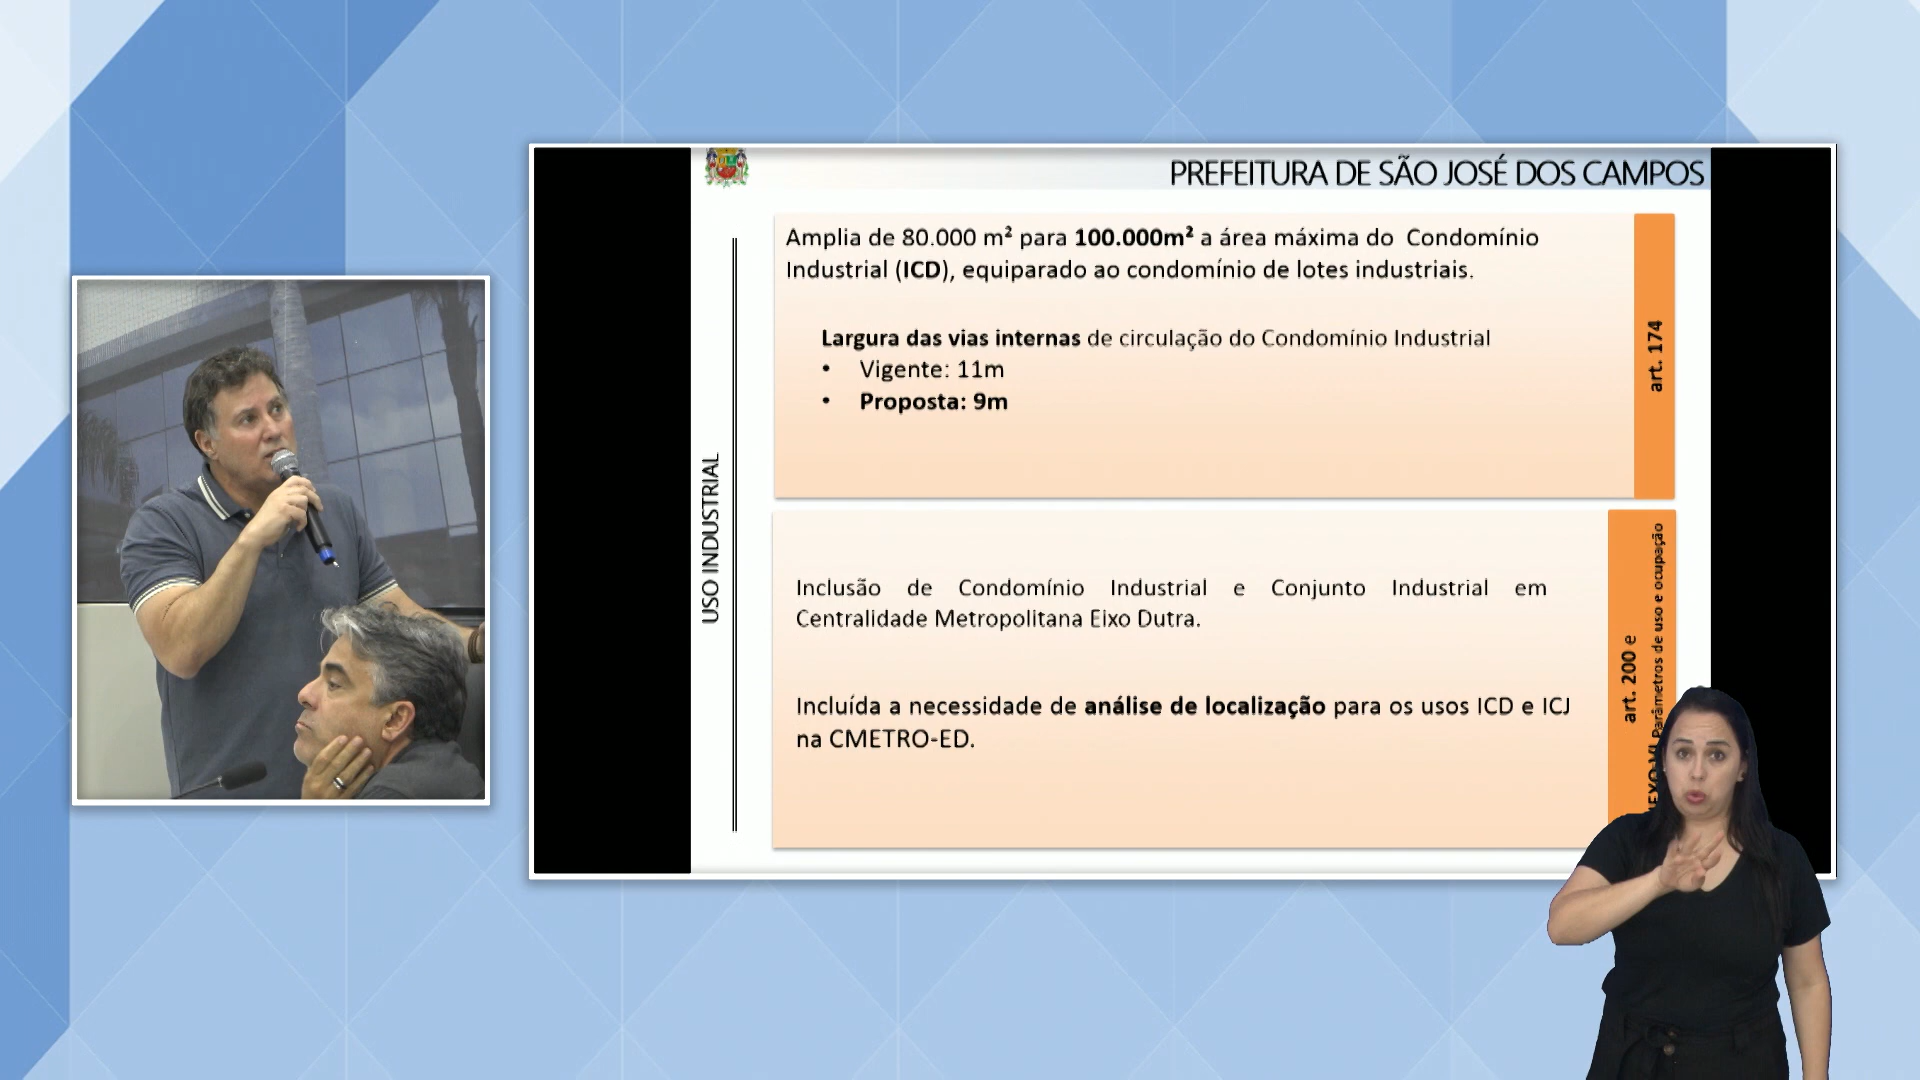 PREFEITURA DE SÃO JOSÉ DOS CAMPOS
USO INDUSTRIAL
Amplia de 80.000 m² para 100.000m² a área máxima do Condomínio
Industrial (ICD), equiparado ao condomínio de lotes industriais.
Largura das vias internas de circulação do Condomínio Industrial
• Vigente: 11m
• Proposta: 9m
art. 174
Inclusão de Condomínio Industrial e Conjunto Industrial em
Centralidade Metropolitana Eixo Dutra.
Incluída a necessidade de análise de localização para os usos ICD e ICJ
na CMETRO-ED.
art. 200 e
Parâmetros de uso e ocupação